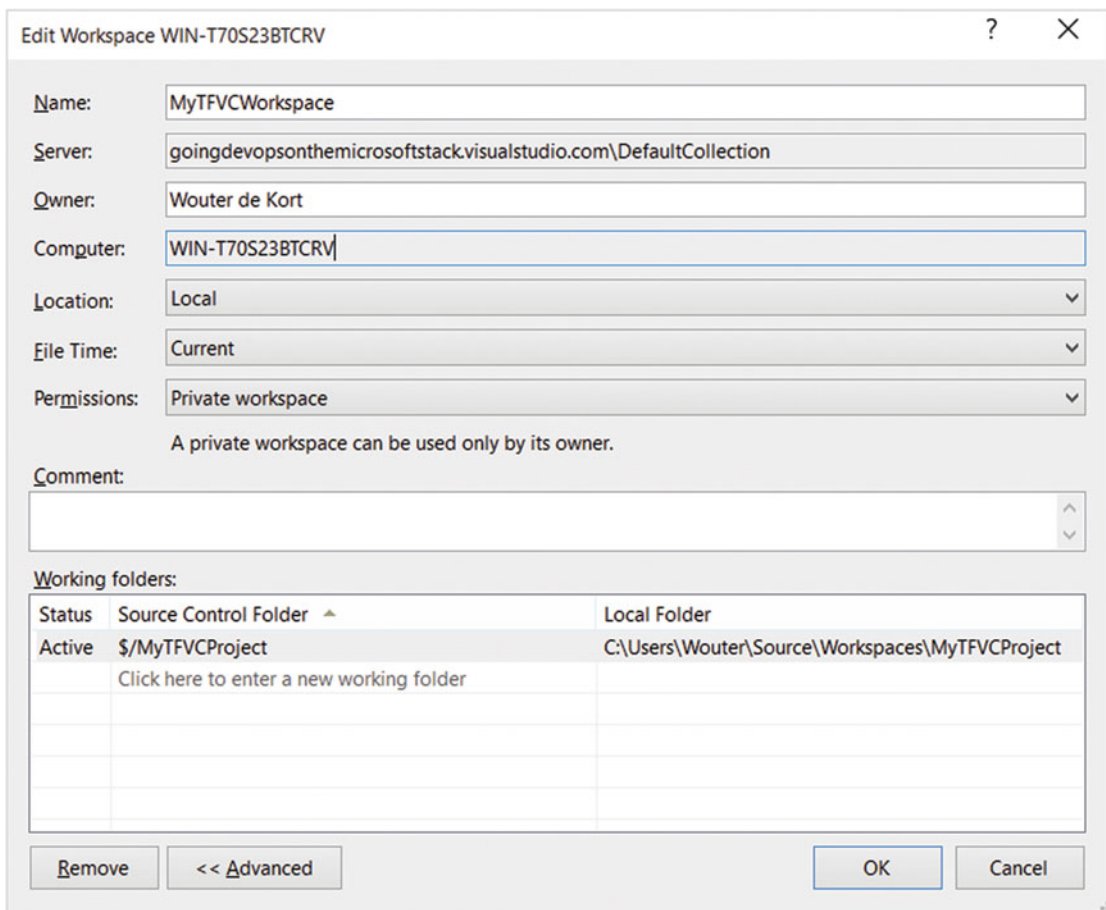 Edit Workspace WIN-T70S23BTCRV ?
Name: MyTFVCWorkspace
Server: goingdevopsonthemicrosoftstack.visualstudio.com\DefaultCollection
Owner: Wouter de Kort
Computer: WIN-T70S23BTCRV
Location: Local
File Time: Current
Permissions: Private workspace
A private workspace can be used only by its owner.
Comment:
Working folders:
Status Source Control Folder Local Folder
Active $/MyTFVCProject C:\Users\Wouter\Source\Workspaces\MyTFVCProject
Click here to enter a new working folder
Remove << Advanced OK Cancel